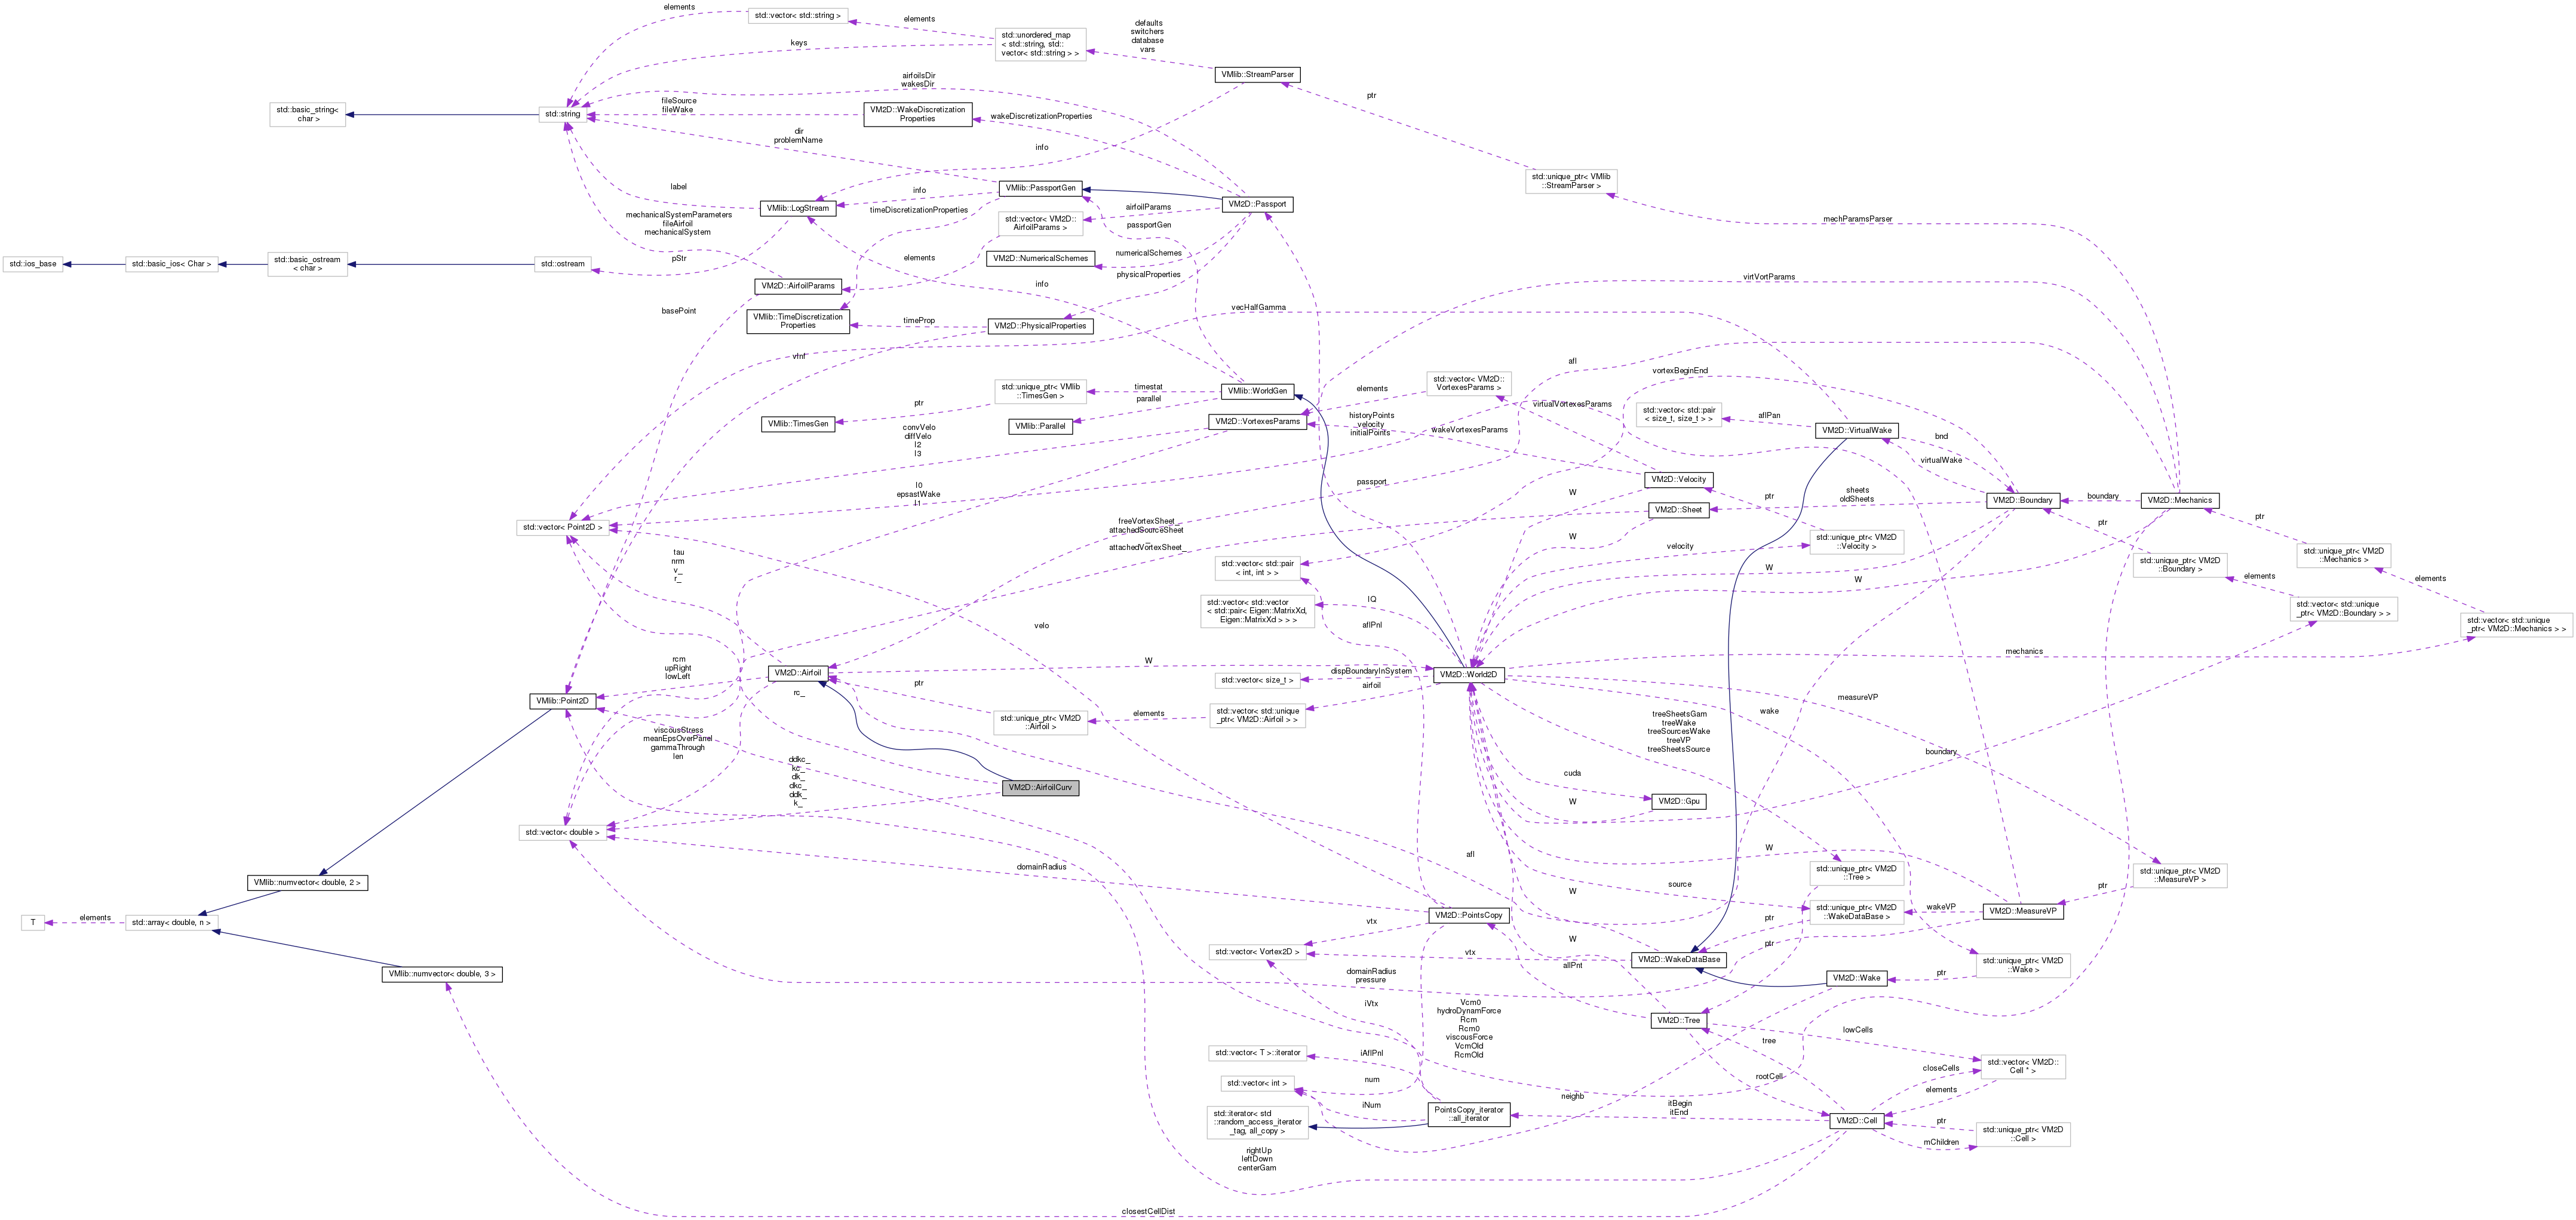 elements
std::vector< std::string >
elements
defaults
switchers
database
vars
keys
std::unordered_map
< std::string, std::
vector< std::string > >
VMlib::StreamParser
airfoilsDir
wakesDir
ptr
std::basic_string<
char >
fileSource
fileWake
VM2D::WakeDiscretization
Properties
std::string
wakeDiscretizationProperties
dir
problemName
info
std::unique_ptr< VMlib
::StreamParser >
label
info
VMlib::PassportGen
VMlib::LogStream
timeDiscretizationProperties
airfoilParams
VM2D::Passport
mechanicalSystemParameters
fileAirfoil
mechanicalSystem
std::vector< VM2D::
AirfoilParams >
passportGen
mechParamsParser
std::ios_base
std::basic_ios< Char >
std::basic_ostream
< char >
std::ostream
pStr
elements
VM2D::NumericalSchemes
numericalSchemes
physicalProperties
virtVortParams
VM2D::AirfoilParams
info
basePoint
VMlib::TimeDiscretization
Properties
timeProp
VM2D::PhysicalProperties
vecHalfGamma
vInf
afl
vortexBeginEnd
std::unique_ptr< VMlib
::TimesGen >
timestat
VMlib::WorldGen
elements
std::vector< VM2D::
VortexesParams >
ptr
parallel
virtualVortexesParams
std::vector< std::pair
< size_t, size_t > >
aflPan
VMlib::TimesGen
VMlib::Parallel
VM2D::VortexesParams
historyPoints
velocity
initialPoints
wakeVortexesParams
VM2D::VirtualWake
bnd
convVelo
diffVelo
I2
I3
virtualWake
I0
epsastWake
I1
passport
W
VM2D::Velocity
ptr
sheets
oldSheets
VM2D::Boundary
boundary
VM2D::Mechanics
std::vector< Point2D >
freeVortexSheet_
attachedSourceSheet
_
attachedVortexSheet_
VM2D::Sheet
W
ptr
ptr
std::unique_ptr< VM2D
::Velocity >
velocity
tau
nrm
v_
r_
std::vector< std::pair
< int, int > >
W
W
std::unique_ptr< VM2D
::Boundary >
std::unique_ptr< VM2D
::Mechanics >
elements
elements
std::vector< std::vector
< std::pair< Eigen::MatrixXd,
Eigen::MatrixXd > > >
IQ
std::vector< std::unique
_ptr< VM2D::Boundary > >
std::vector< std::unique
_ptr< VM2D::Mechanics > >
velo
aflPnl
rcm
upRight
lowLeft
VM2D::Airfoil
W
dispBoundaryInSystem
VM2D::World2D
mechanics
std::vector< size_t >
ptr
rc_
airfoil
measureVP
VMlib::Point2D
std::unique_ptr< VM2D
::Airfoil >
elements
std::vector< std::unique
_ptr< VM2D::Airfoil > >
wake
treeSheetsGam
treeWake
treeSourcesWake
treeVP
treeSheetsSource
viscousStress
meanEpsOverPanel
gammaThrough
len
boundary
ddkc_
kc_
dk_
dkc_
ddk_
k_
cuda
VM2D::AirfoilCurv
W
VM2D::Gpu
std::vector< double >
W
afl
domainRadius
std::unique_ptr< VM2D
::Tree >
std::unique_ptr< VM2D
::MeasureVP >
VMlib::numvector< double, 2 >
source
W
ptr
T
elements
std::array< double, n >
VM2D::PointsCopy
vtx
std::unique_ptr< VM2D
::WakeDataBase >
wakeVP
VM2D::MeasureVP
ptr
ptr
W
std::vector< Vortex2D >
vtx
VM2D::WakeDataBase
allPnt
VMlib::numvector< double, 3 >
domainRadius
pressure
VM2D::Wake
ptr
std::unique_ptr< VM2D
::Wake >
iVtx
Vcm0
hydroDynamForce
Rcm
Rcm0
viscousForce
VcmOld
RcmOld
VM2D::Tree
lowCells
std::vector< T >::iterator
iAflPnl
tree
std::vector< VM2D::
Cell * >
std::vector< int >
num
neighb
rootCell
closeCells
elements
std::iterator< std
::random_access_iterator
_tag, all_copy >
iNum
PointsCopy_iterator
::all_iterator
itBegin
itEnd
VM2D::Cell
ptr
std::unique_ptr< VM2D
::Cell >
mChildren
rightUp
leftDown
centerGam
closestCellDist